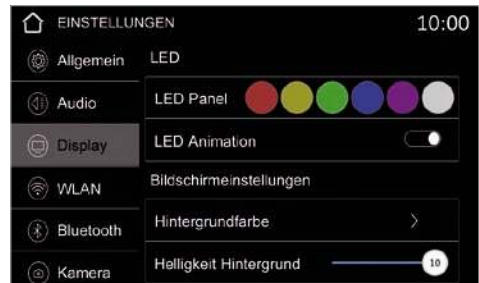 EINSTELLUNGEN 10:00
Allgemein
Audio
Display
WLAN
Bluetooth
Kamera
LED
LED Panel
LED Animation
Bildschirmeinstellungen
Hintergrundfarbe
Helligkeit Hintergrund 10